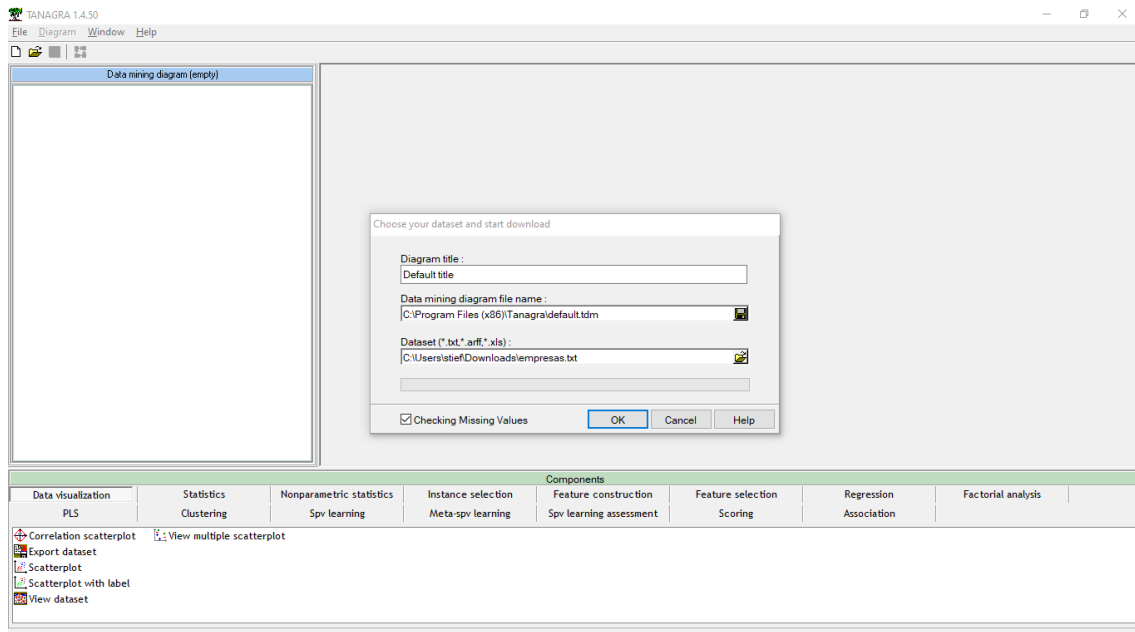 TANAGRA 1.4.50
File Diagram Window Help
Data mining diagram (empty)
Choose your dataset and start download
Diagram title :
Default title
Data mining diagram file name :
C:\Program Files (x86)\Tanagra\default.tdm
Dataset (*.txt,*.arff,*.xls) :
C:\Users\stief\Downloads\empresas.txt
Checking Missing Values OK Cancel Help
Components
Data visualization Statistics Nonparametric statistics Instance selection Feature construction Feature selection Regression Factorial analysis
PLS Clustering Spv learning Meta-spv learning Spv learning assessment Scoring Association
Correlation scatterplot View multiple scatterplot
Export dataset
Scatterplot
Scatterplot with label
View dataset